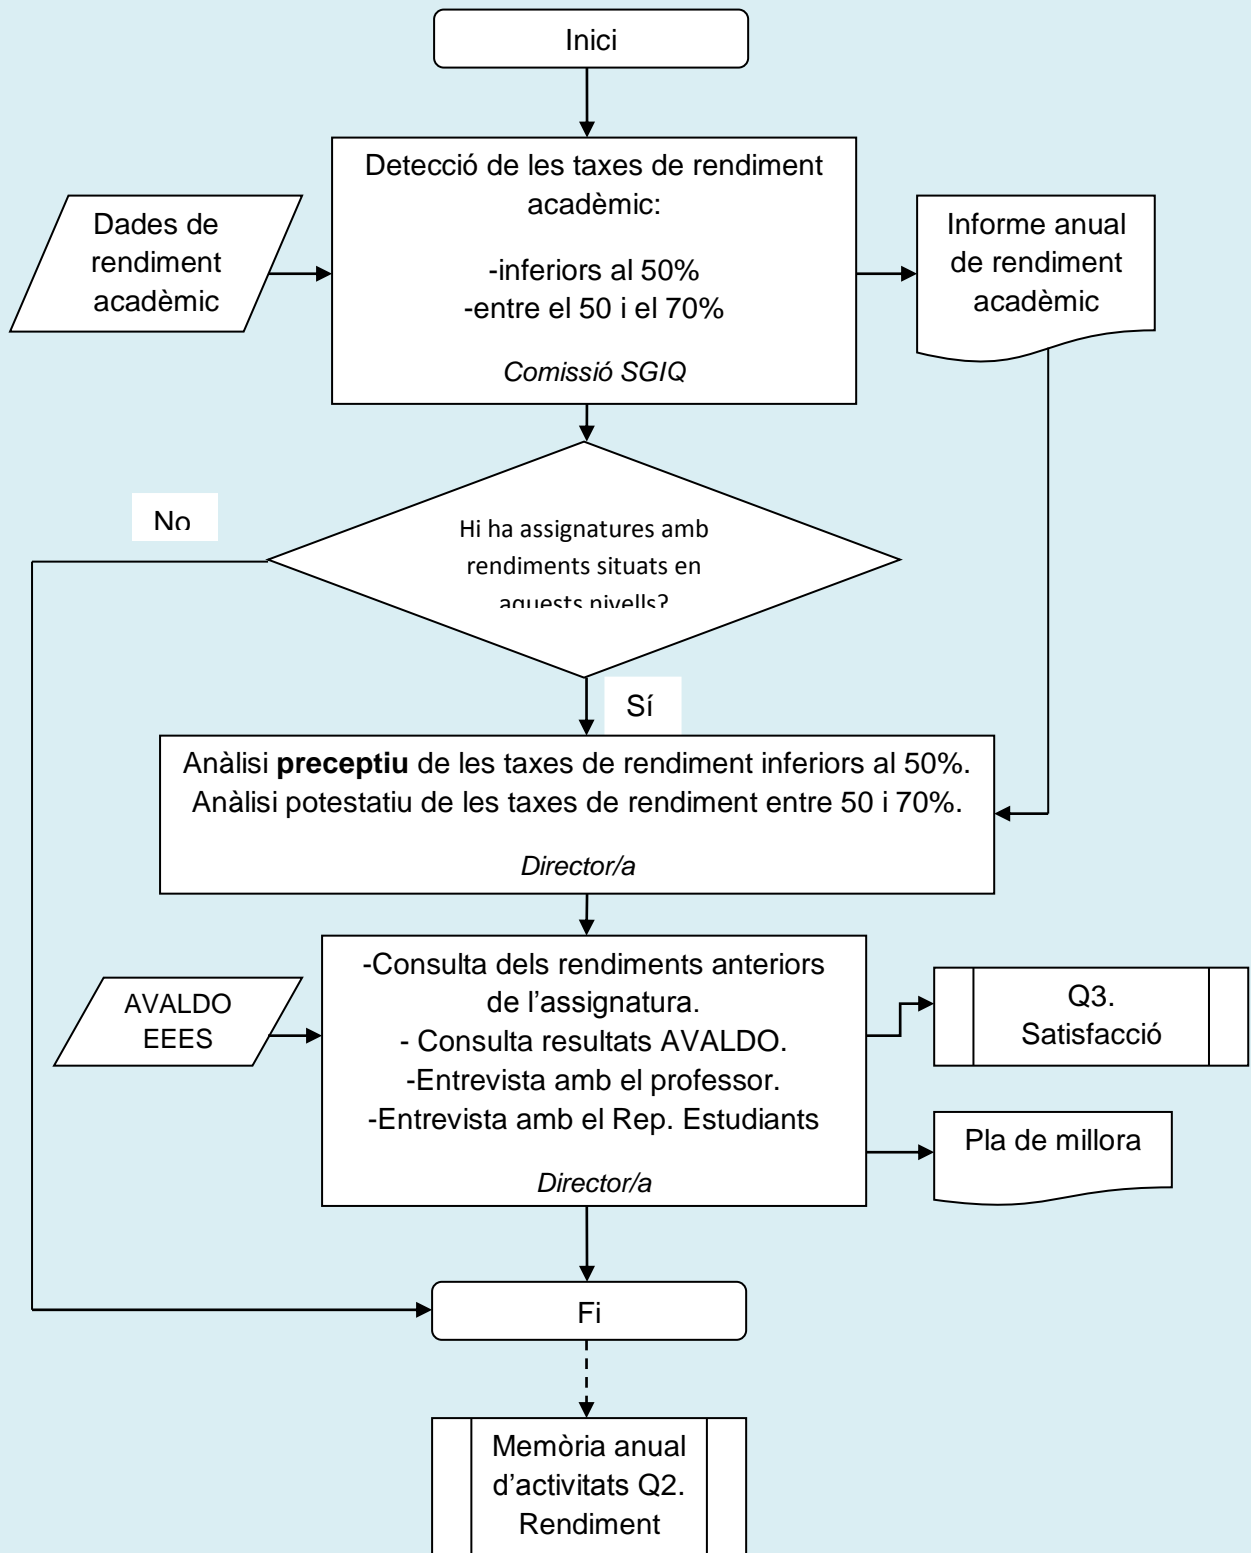 Inici
Detecció de les taxes de rendiment
acadèmic:
-inferiors al 50%
-entre el 50 i el 70%
Comissió SGIQ
Dades de
rendiment
acadèmic
Informe anual
de rendiment
acadèmic
No
Hi ha assignatures amb
rendiments situats en
aquests nivells?
Sí
Anàlisi preceptiu de les taxes de rendiment inferiors al 50%.
Anàlisi potestatiu de les taxes de rendiment entre 50 i 70%.
Director/a
AVALDO
EEES
-Consulta dels rendiments anteriors
de l’assignatura.
- Consulta resultats AVALDO.
-Entrevista amb el professor.
-Entrevista amb el Rep. Estudiants
Director/a
Q3.
Satisfacció
Pla de millora
Fi
Memòria anual
d’activitats Q2.
Rendiment